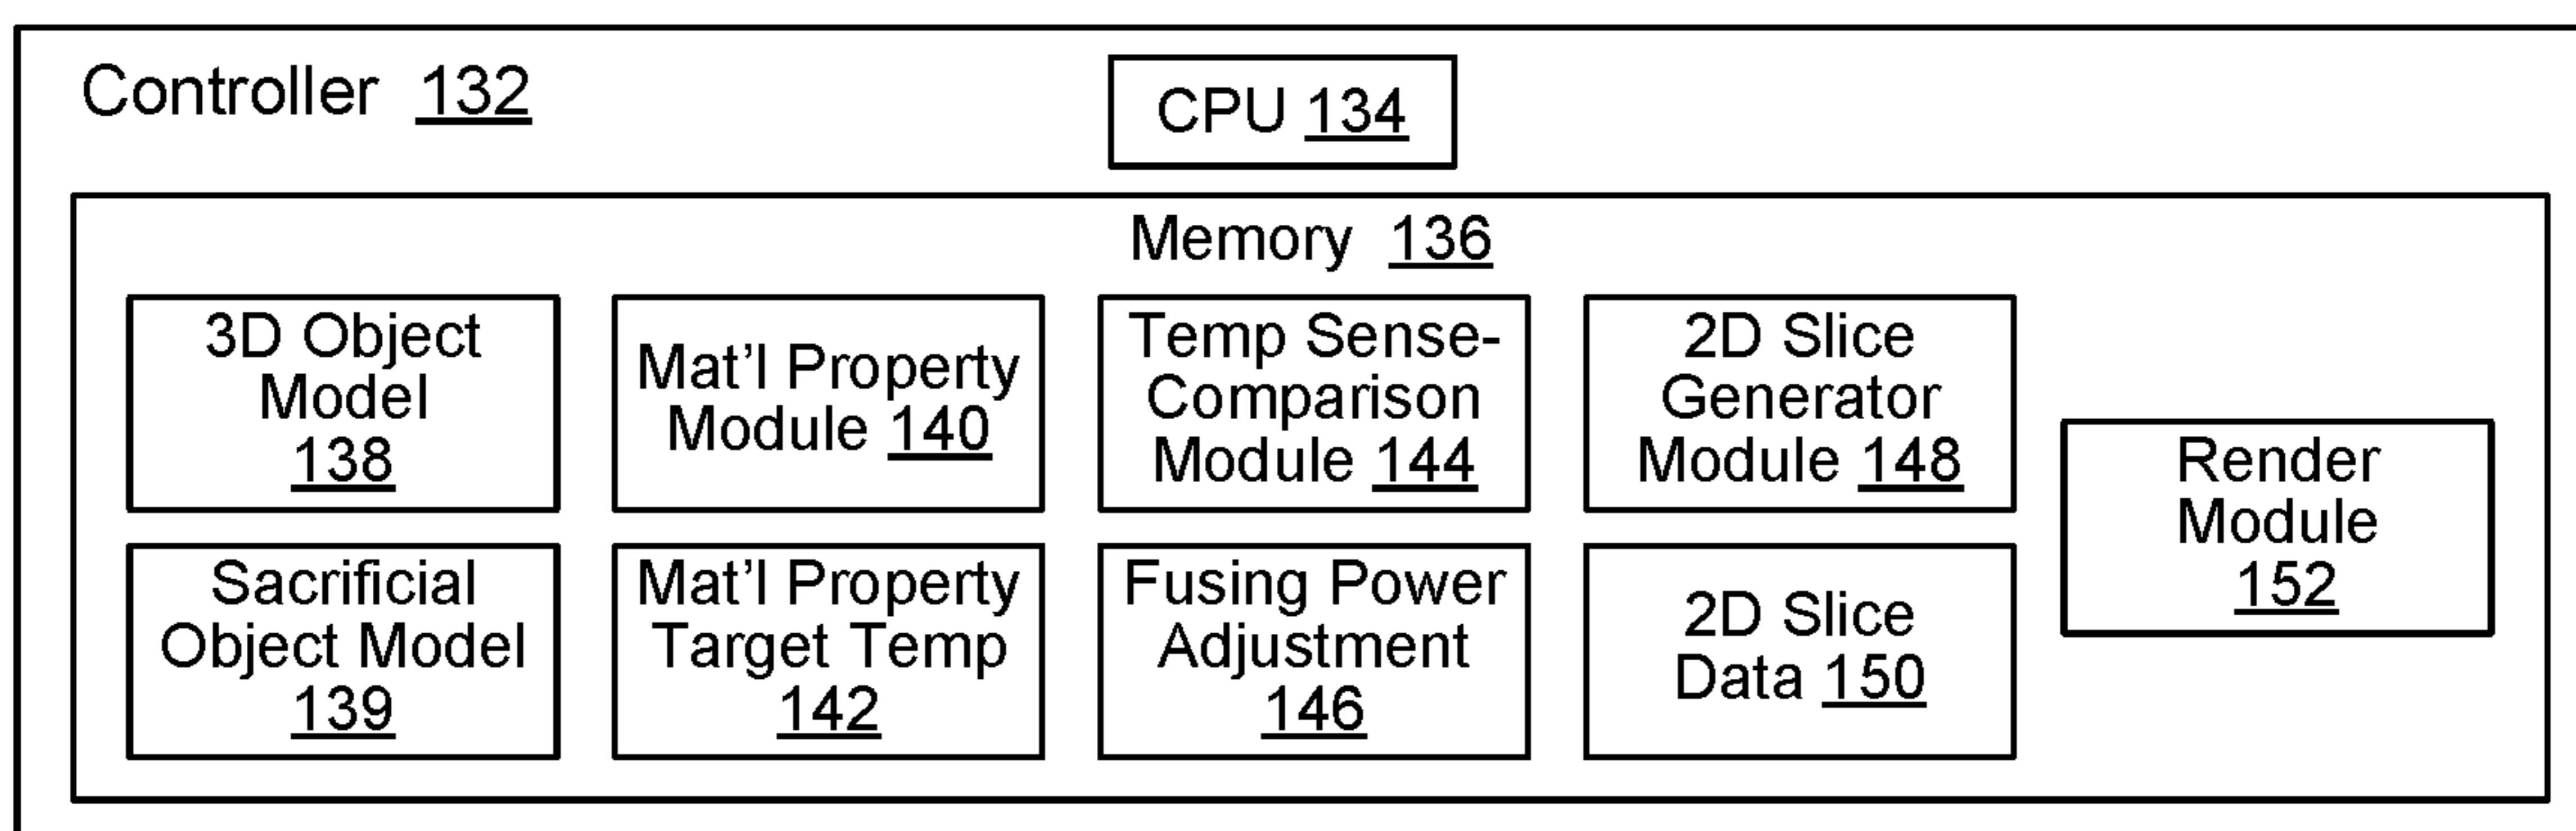 Controller 132
CPU 134
Memory 136
3D Object
Model
138
Mat'l Property
Module 140
Temp Sense-
Comparison
Module 144
2D Slice
Generator
Module 148
Render
Module
152
Sacrificial
Object Model
139
Mat'l Property
Target Temp
142
Fusing Power
Adjustment
146
2D Slice
Data 150